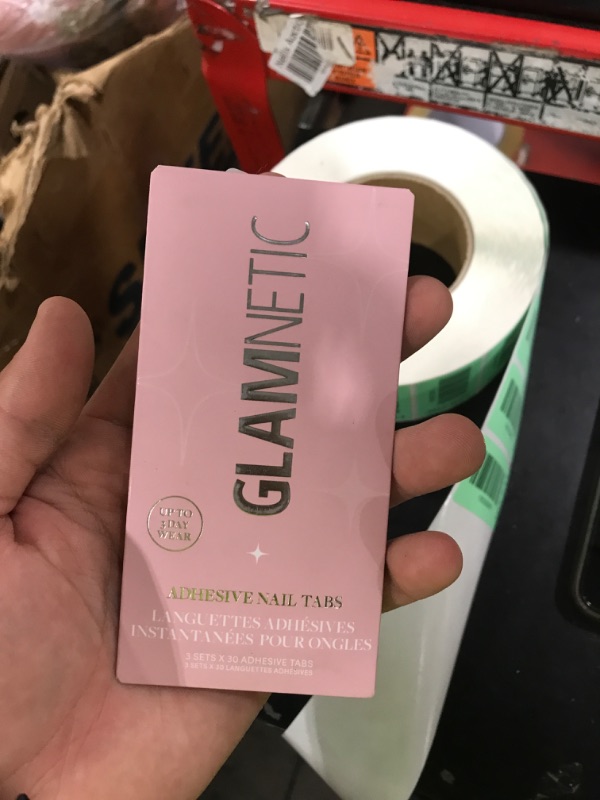 GLAMNETIC
UP TO
3 DAY
WEAR
ADHESIVE NAIL TABS
LANGUETTES ADHÉSIVES
INSTANTANÉES POUR ONGLES
3 SETS X 30 ADHESIVE TABS
3 SETS X 30 LANGUETTES ADHÉSIVES